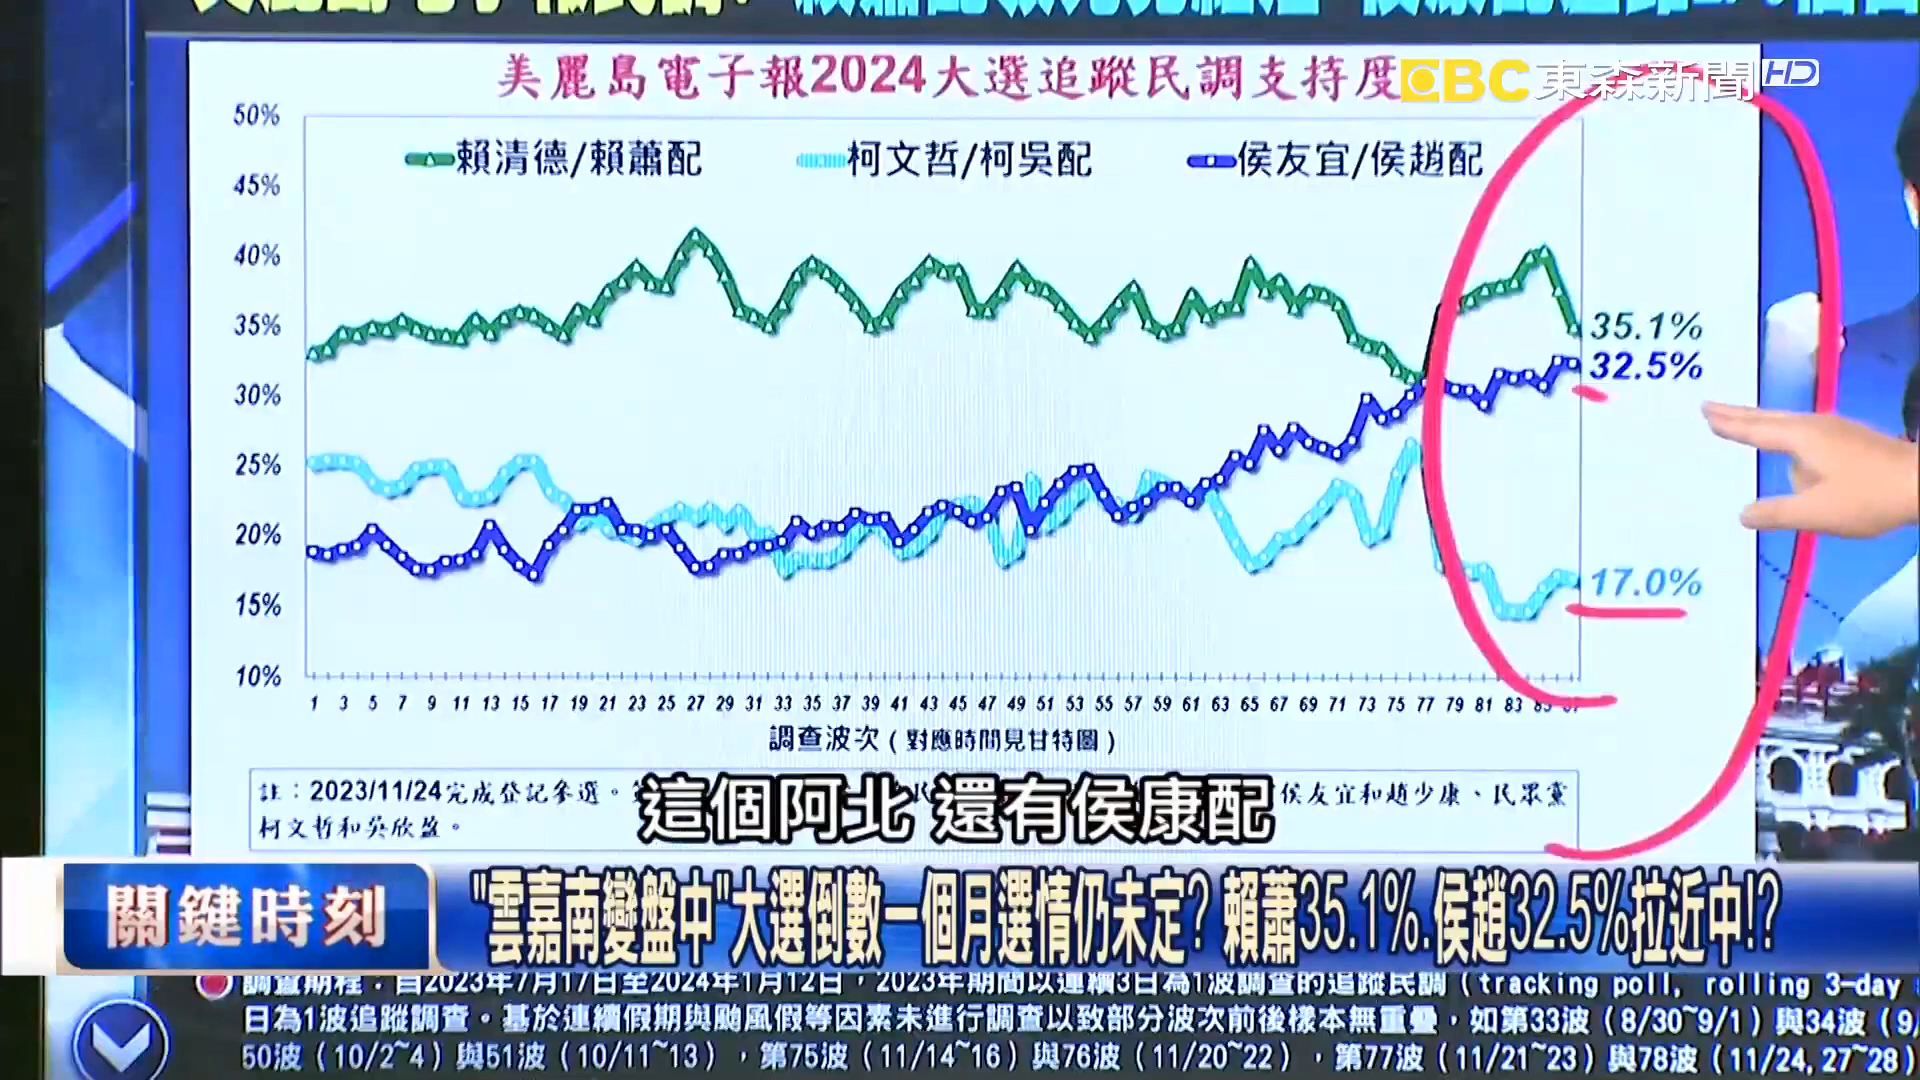 美麗島電子報2024大選追蹤民調支持度
EBC 東森新聞 HD
50%
賴清德/賴蕭配 柯文哲/柯吳配 侯友宜/侯趙配
45%
40%
35%
35.1%
32.5%
30%
25%
20%
17.0%
15%
10%
1 3 5 7 9 11 13 15 17 19 21 23 25 27 29 31 33 35 37 39 41 43 45 47 49 51 53 55 57 59 61 63 65 67 69 71 73 75 77 79 81 83 85 87
調查波次（對應時間見甘特圖）
註：2023/11/24完成登記參選。
侯友宜和趙少康、民眾黨
柯文哲和吳欣盈。
這個阿北 還有侯康配
關鍵時刻
"雲嘉南變盤中"大選倒數一個月選情仍未定? 賴蕭35.1%.侯趙32.5%拉近中!?
調查期程：自2023年7月17日至2024年1月12日，2023年期間以連續3日為1波調查的追蹤民調（tracking poll, rolling 3-day
日為1波追蹤調查。基於連續假期與颱風假等因素未進行調查以致部分波次前後樣本無重疊，如第33波（8/30~9/1）與34波（9/
50波（10/2~4）與51波（10/11~13），第75波（11/14~16）與76波（11/20~22），第77波（11/21~23）與78波（11/24, 27~28）